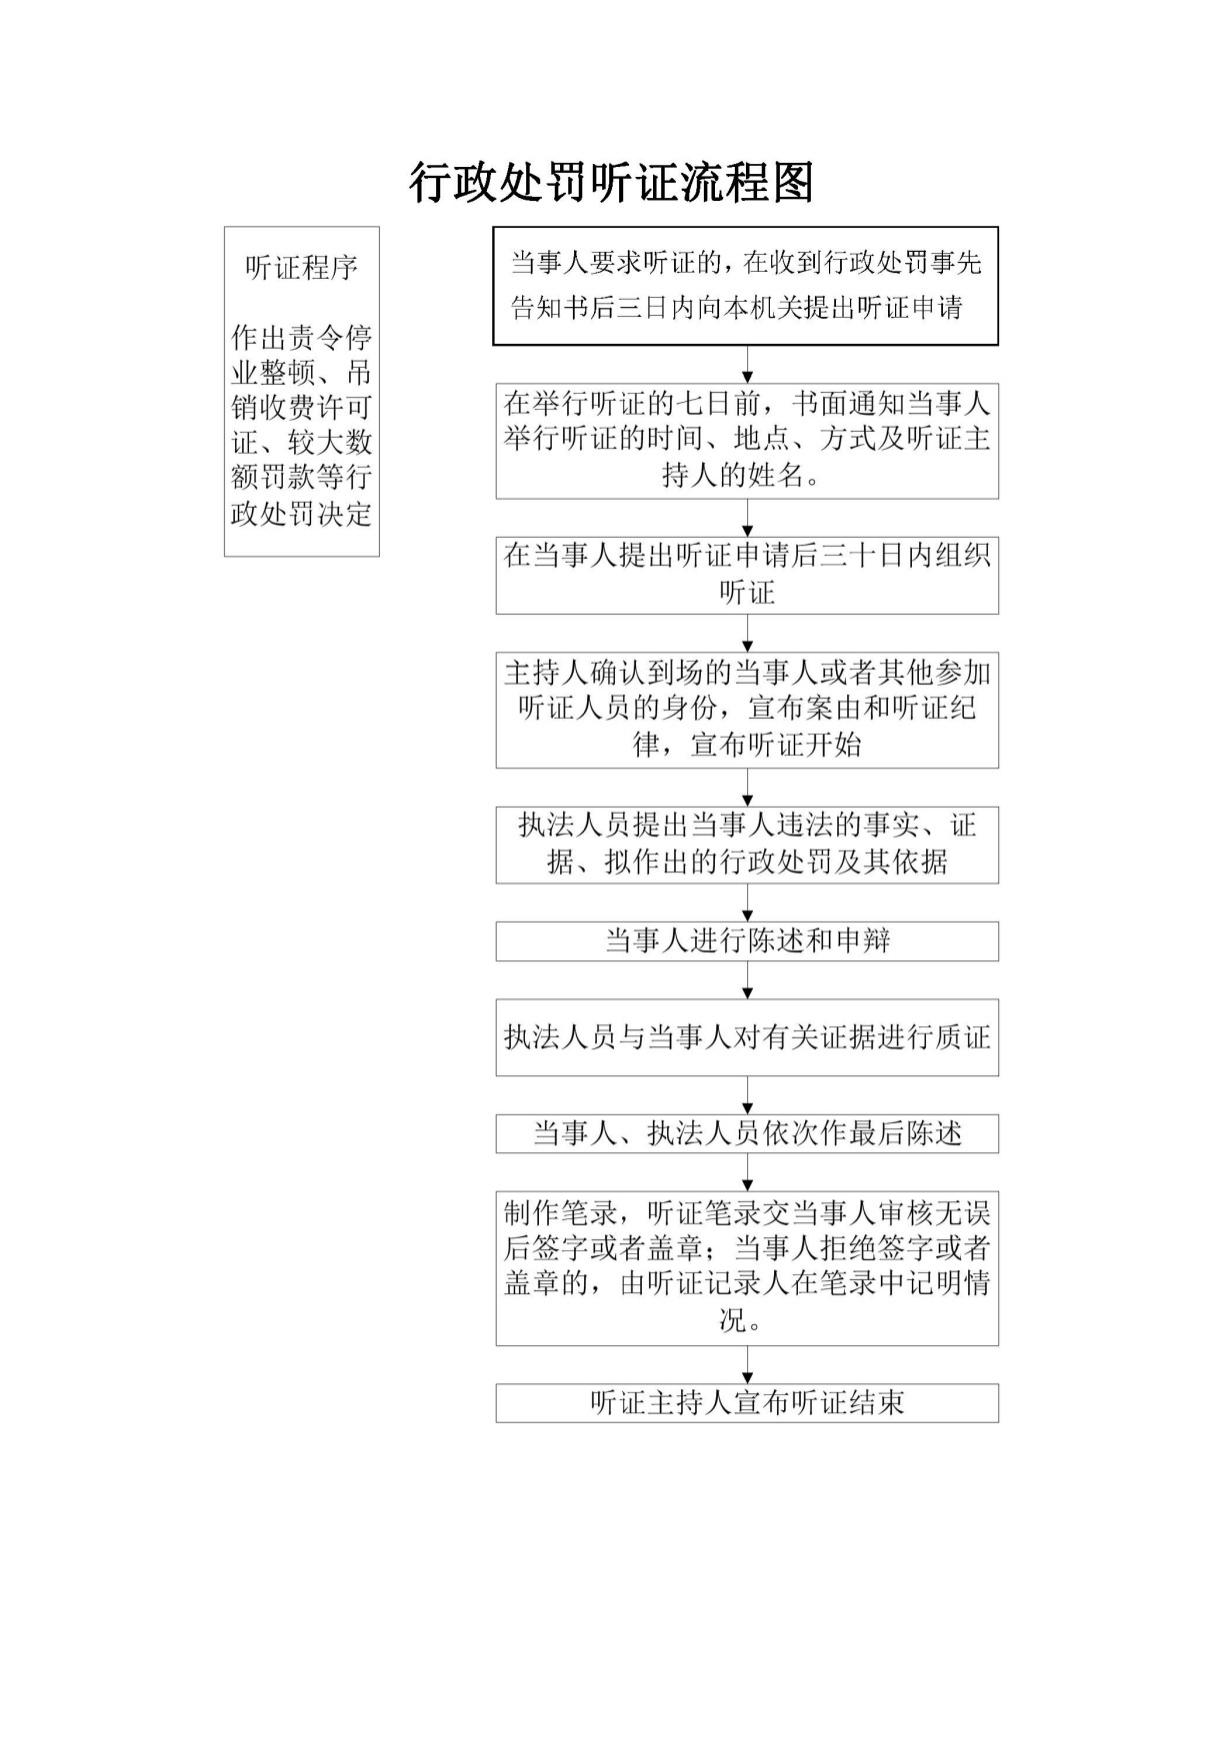 行政处罚听证流程图
听证程序
作出责令停
业整顿、吊
销收费许可
证、较大数
额罚款等行
政处罚决定
当事人要求听证的，在收到行政处罚事先
告知书后三日内向本机关提出听证申请
在举行听证的七日前，书面通知当事人
举行听证的时间、地点、方式及听证主
持人的姓名。
在当事人提出听证申请后三十日内组织
听证
主持人确认到场的当事人或者其他参加
听证人员的身份，宣布案由和听证纪
律，宣布听证开始
执法人员提出当事人违法的事实、证
据、拟作出的行政处罚及其依据
当事人进行陈述和申辩
执法人员与当事人对有关证据进行质证
当事人、执法人员依次作最后陈述
制作笔录，听证笔录交当事人审核无误
后签字或者盖章；当事人拒绝签字或者
盖章的，由听证记录人在笔录中记明情
况。
听证主持人宣布听证结束